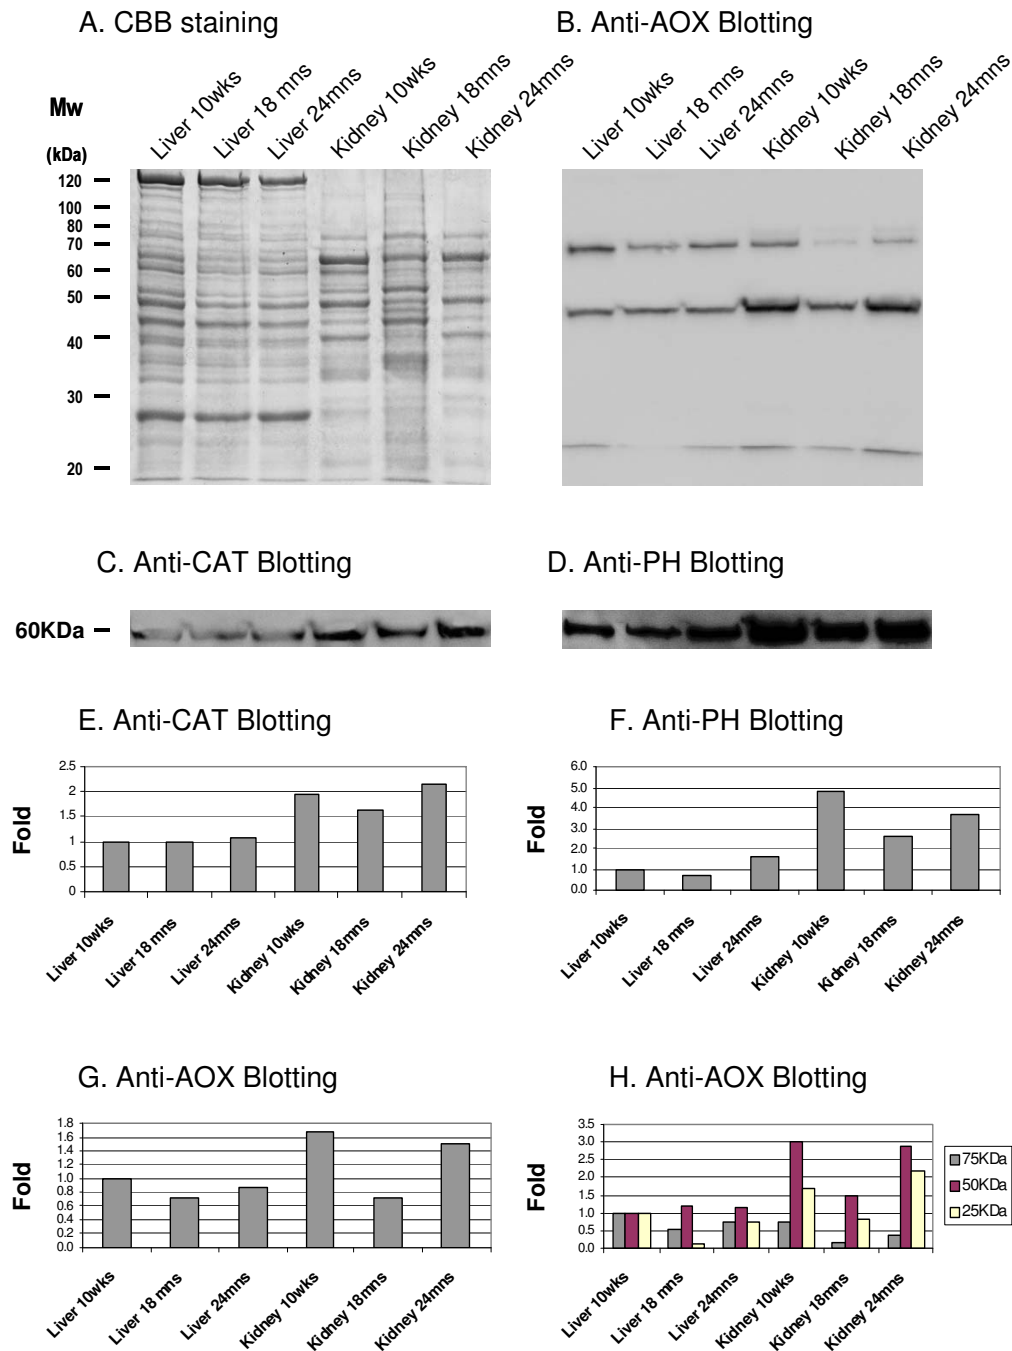 A. CBB staining
B. Anti-AOX Blotting
Liver 10wks
Liver 18 mns
Liver 24mns
Kidney 10wks
Kidney 18mns
Kidney 24mns
Liver 10wks
Liver 18 mns
Liver 24mns
Kidney 10wks
Kidney 18mns
Kidney 24mns
Mw
(kDa)
120
100
80
70
60
50
40
30
20
C. Anti-CAT Blotting
D. Anti-PH Blotting
60KDa
E. Anti-CAT Blotting
F. Anti-PH Blotting
Fold
2.5
2
1.5
1
0.5
0
Liver 10wks
Liver 18 mns
Liver 24mns
Kidney 10wks
Kidney 18mns
Kidney 24mns
Fold
6.0
5.0
4.0
3.0
2.0
1.0
0.0
Liver 10wks
Liver 18 mns
Liver 24mns
Kidney 10wks
Kidney 18mns
Kidney 24mns
G. Anti-AOX Blotting
H. Anti-AOX Blotting
Fold
1.8
1.6
1.4
1.2
1.0
0.8
0.6
0.4
0.2
0.0
Liver 10wks
Liver 18 mns
Liver 24mns
Kidney 10wks
Kidney 18mns
Kidney 24mns
Fold
3.5
3.0
2.5
2.0
1.5
1.0
0.5
0.0
Liver 10wks
Liver 18 mns
Liver 24mns
Kidney 10wks
Kidney 18mns
Kidney 24mns
75KDa
50KDa
25KDa